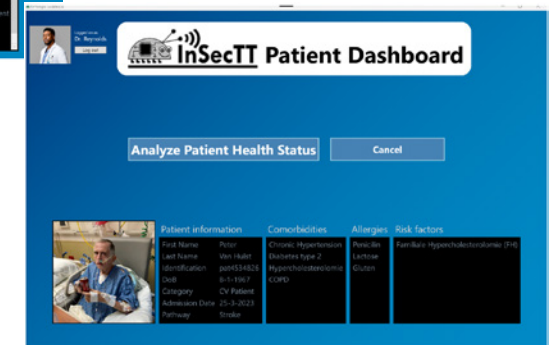 Dr. Reynolds
Log out
InSecTT Patient Dashboard
Analyze Patient Health Status
Cancel
Patient information
Comorbidities
Allergies
Risk factors
First Name Peter
Last Name Van Hulst
Identification pat4534826
DoB 6-1-1967
Category CV Patient
Admission Date 25-3-2023
Pathway Stroke
Chronic Hypertension
Diabetes type 2
Hypercholesterolomie
COPD
Penicilin
Lactose
Gluten
Familiale Hypercholesterolomie (FH)